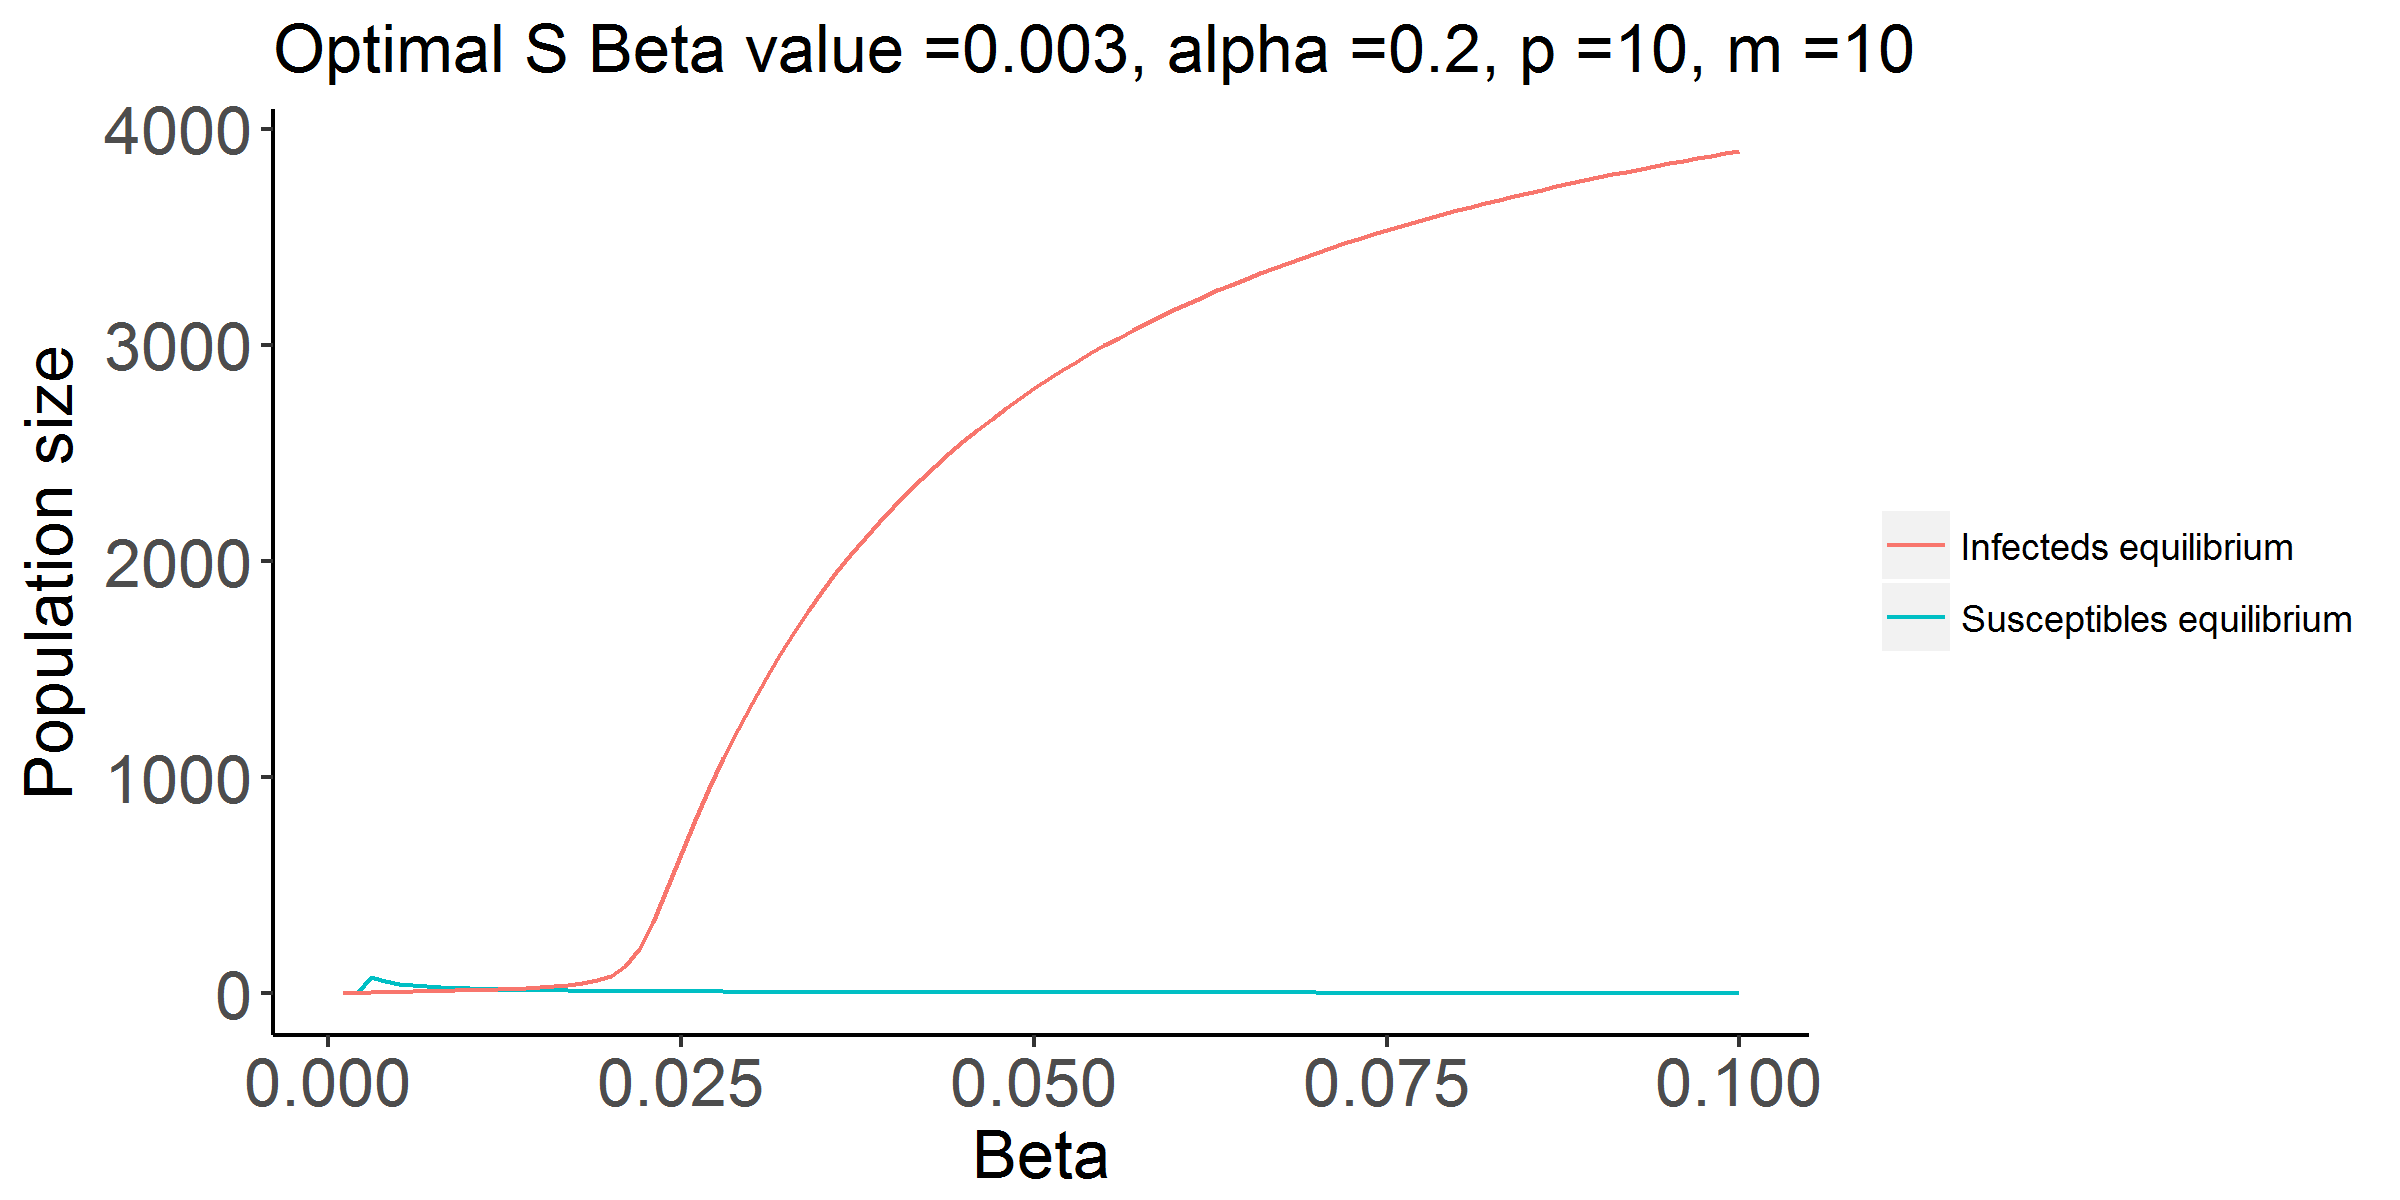 Optimal S Beta value =0.003, alpha =0.2, p =10, m =10
4000
3000
2000
1000
0
Population size
0.000 0.025 0.050 0.075 0.100
Beta
Infecteds equilibrium
Susceptibles equilibrium